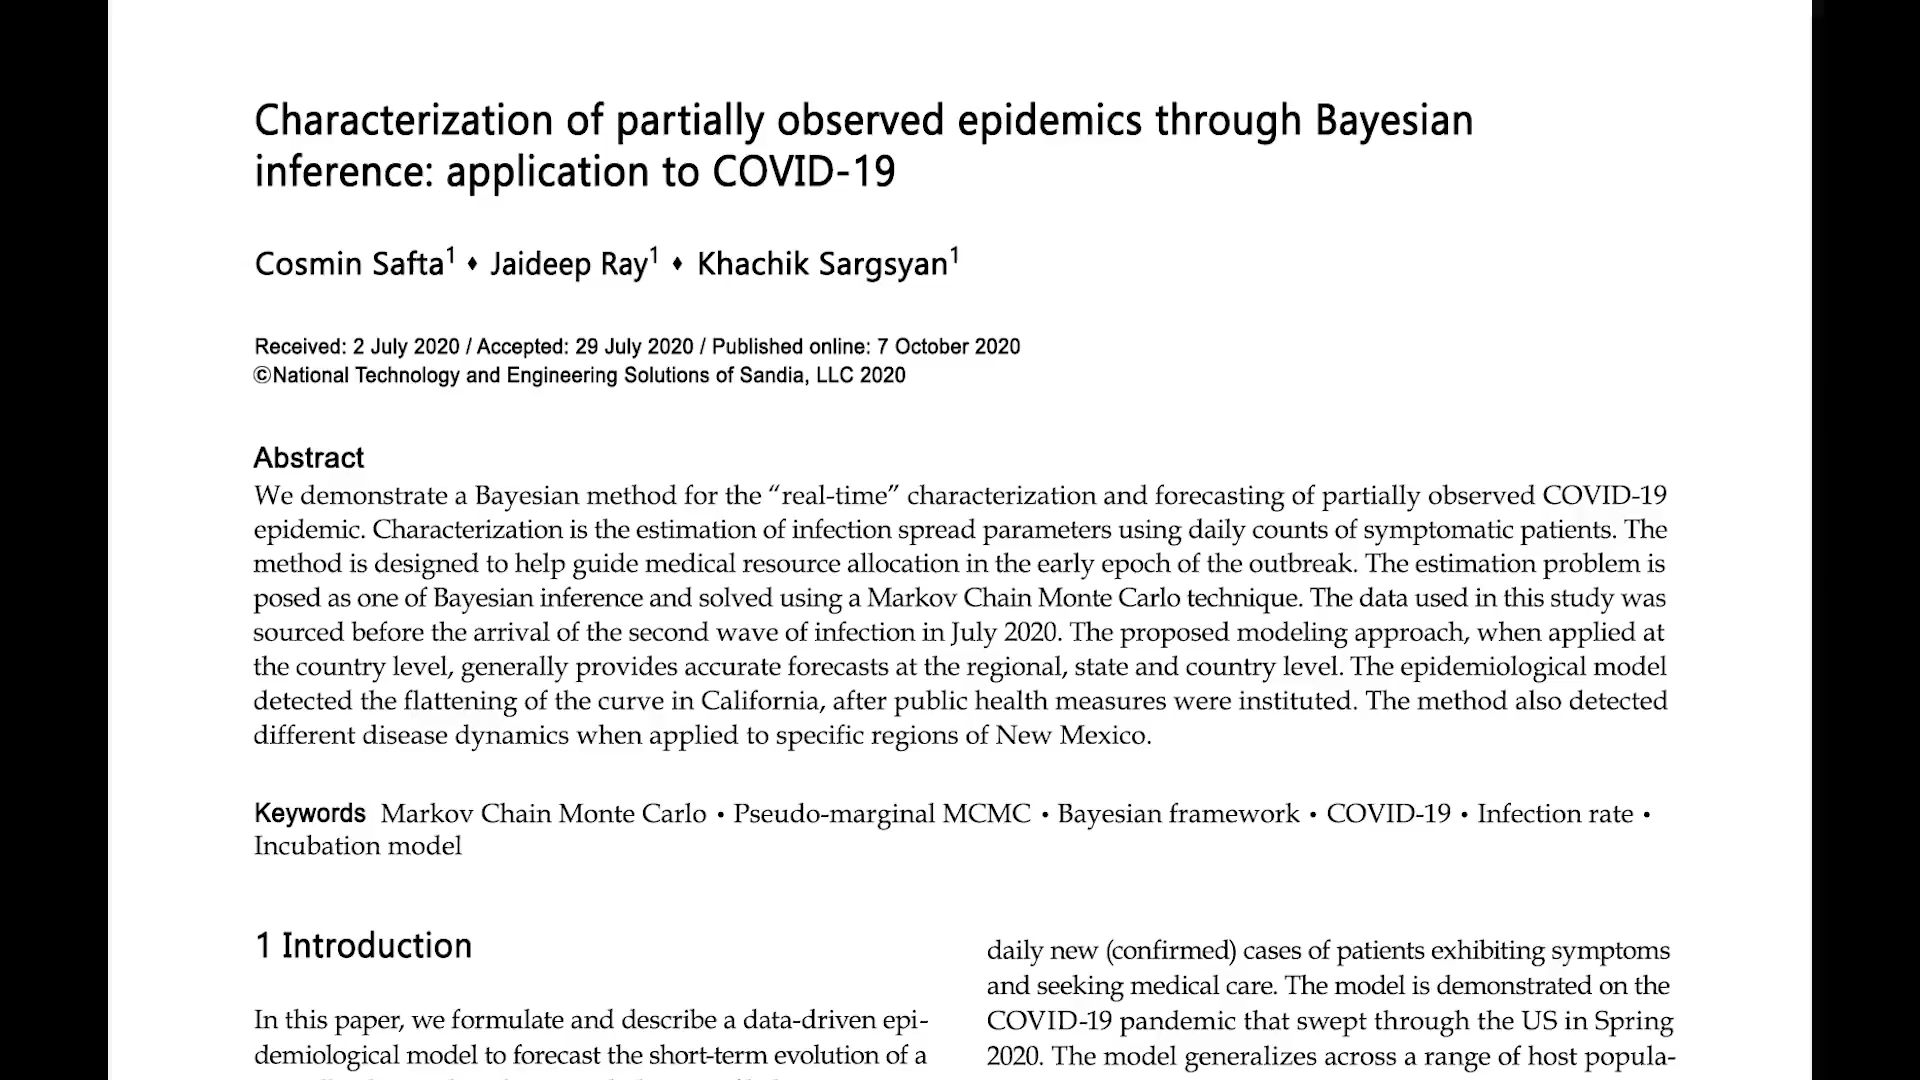 Characterization of partially observed epidemics through Bayesian
inference: application to COVID-19
Cosmin Safta¹ ♦ Jaideep Ray¹ ♦ Khachik Sargsyan¹
Received: 2 July 2020 / Accepted: 29 July 2020 / Published online: 7 October 2020
©National Technology and Engineering Solutions of Sandia, LLC 2020
Abstract
We demonstrate a Bayesian method for the “real-time” characterization and forecasting of partially observed COVID-19
epidemic. Characterization is the estimation of infection spread parameters using daily counts of symptomatic patients. The
method is designed to help guide medical resource allocation in the early epoch of the outbreak. The estimation problem is
posed as one of Bayesian inference and solved using a Markov Chain Monte Carlo technique. The data used in this study was
sourced before the arrival of the second wave of infection in July 2020. The proposed modeling approach, when applied at
the country level, generally provides accurate forecasts at the regional, state and country level. The epidemiological model
detected the flattening of the curve in California, after public health measures were instituted. The method also detected
different disease dynamics when applied to specific regions of New Mexico.
Keywords Markov Chain Monte Carlo • Pseudo-marginal MCMC • Bayesian framework • COVID-19 • Infection rate •
Incubation model
1 Introduction
In this paper, we formulate and describe a data-driven epi-
demiological model to forecast the short-term evolution of a
daily new (confirmed) cases of patients exhibiting symptoms
and seeking medical care. The model is demonstrated on the
COVID-19 pandemic that swept through the US in Spring
2020. The model generalizes across a range of host popula-